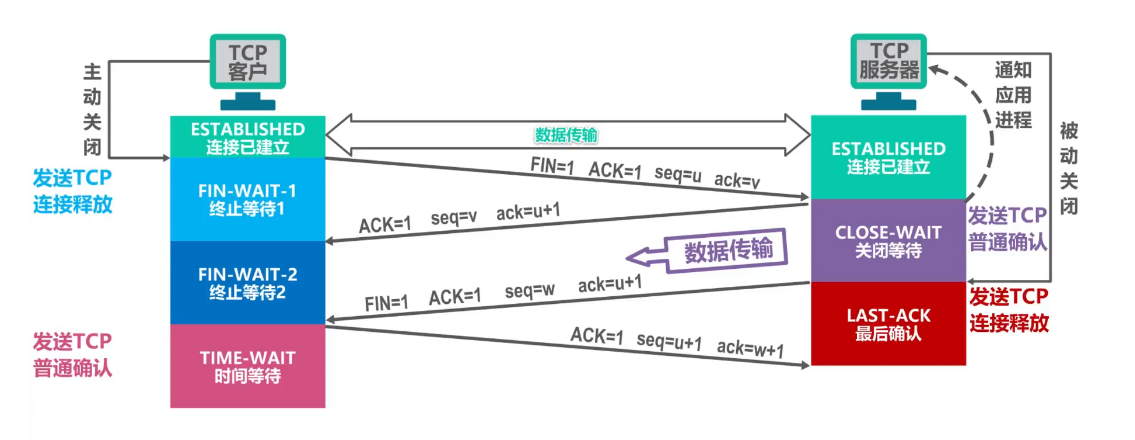 TCP
客户
TCP
服务器
主动关闭
通知
应用
进程
被动关闭
ESTABLISHED
连接已建立
数据传输
ESTABLISHED
连接已建立
发送TCP
连接释放
FIN-WAIT-1
终止等待1
FIN=1 ACK=1 seq=u ack=v
ACK=1 seq=v ack=u+1
CLOSE-WAIT
关闭等待
发送TCP
普通确认
数据传输
FIN-WAIT-2
终止等待2
FIN=1 ACK=1 seq=w ack=u+1
LAST-ACK
最后确认
发送TCP
连接释放
发送TCP
普通确认
TIME-WAIT
时间等待
ACK=1 seq=u+1 ack=w+1